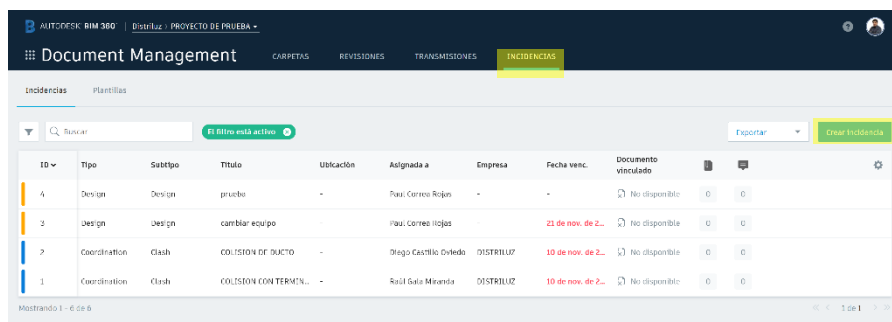 AUTODESK BIM 360° | Distriluz > PROYECTO DE PRUEBA
Document Management CARPETAS REVISIONES TRANSMISIONES INCIDENCIAS
Incidencias Plantillas
Buscar El filtro está activo Exportar Crear incidencia
ID Tipo Subtipo Título Ubicación Asignada a Empresa Fecha venc. Documento vinculado
4 Design Design prueba - Paul Correa Rojas - - No disponible 0 0
3 Design Design cambiar equipo - Paul Correa Rojas - 21 de nov. de 2... No disponible 0 0
2 Coordination Clash COLISION DE DUCTO - Diego Castillo Oviedo DISTRILUZ 10 de nov. de 2... No disponible 0 0
1 Coordination Clash COLISION CON TERMIN... - Raúl Gala Miranda DISTRILUZ 10 de nov. de 2... No disponible 0 0
Mostrando 1 - 6 de 6 1 de 1